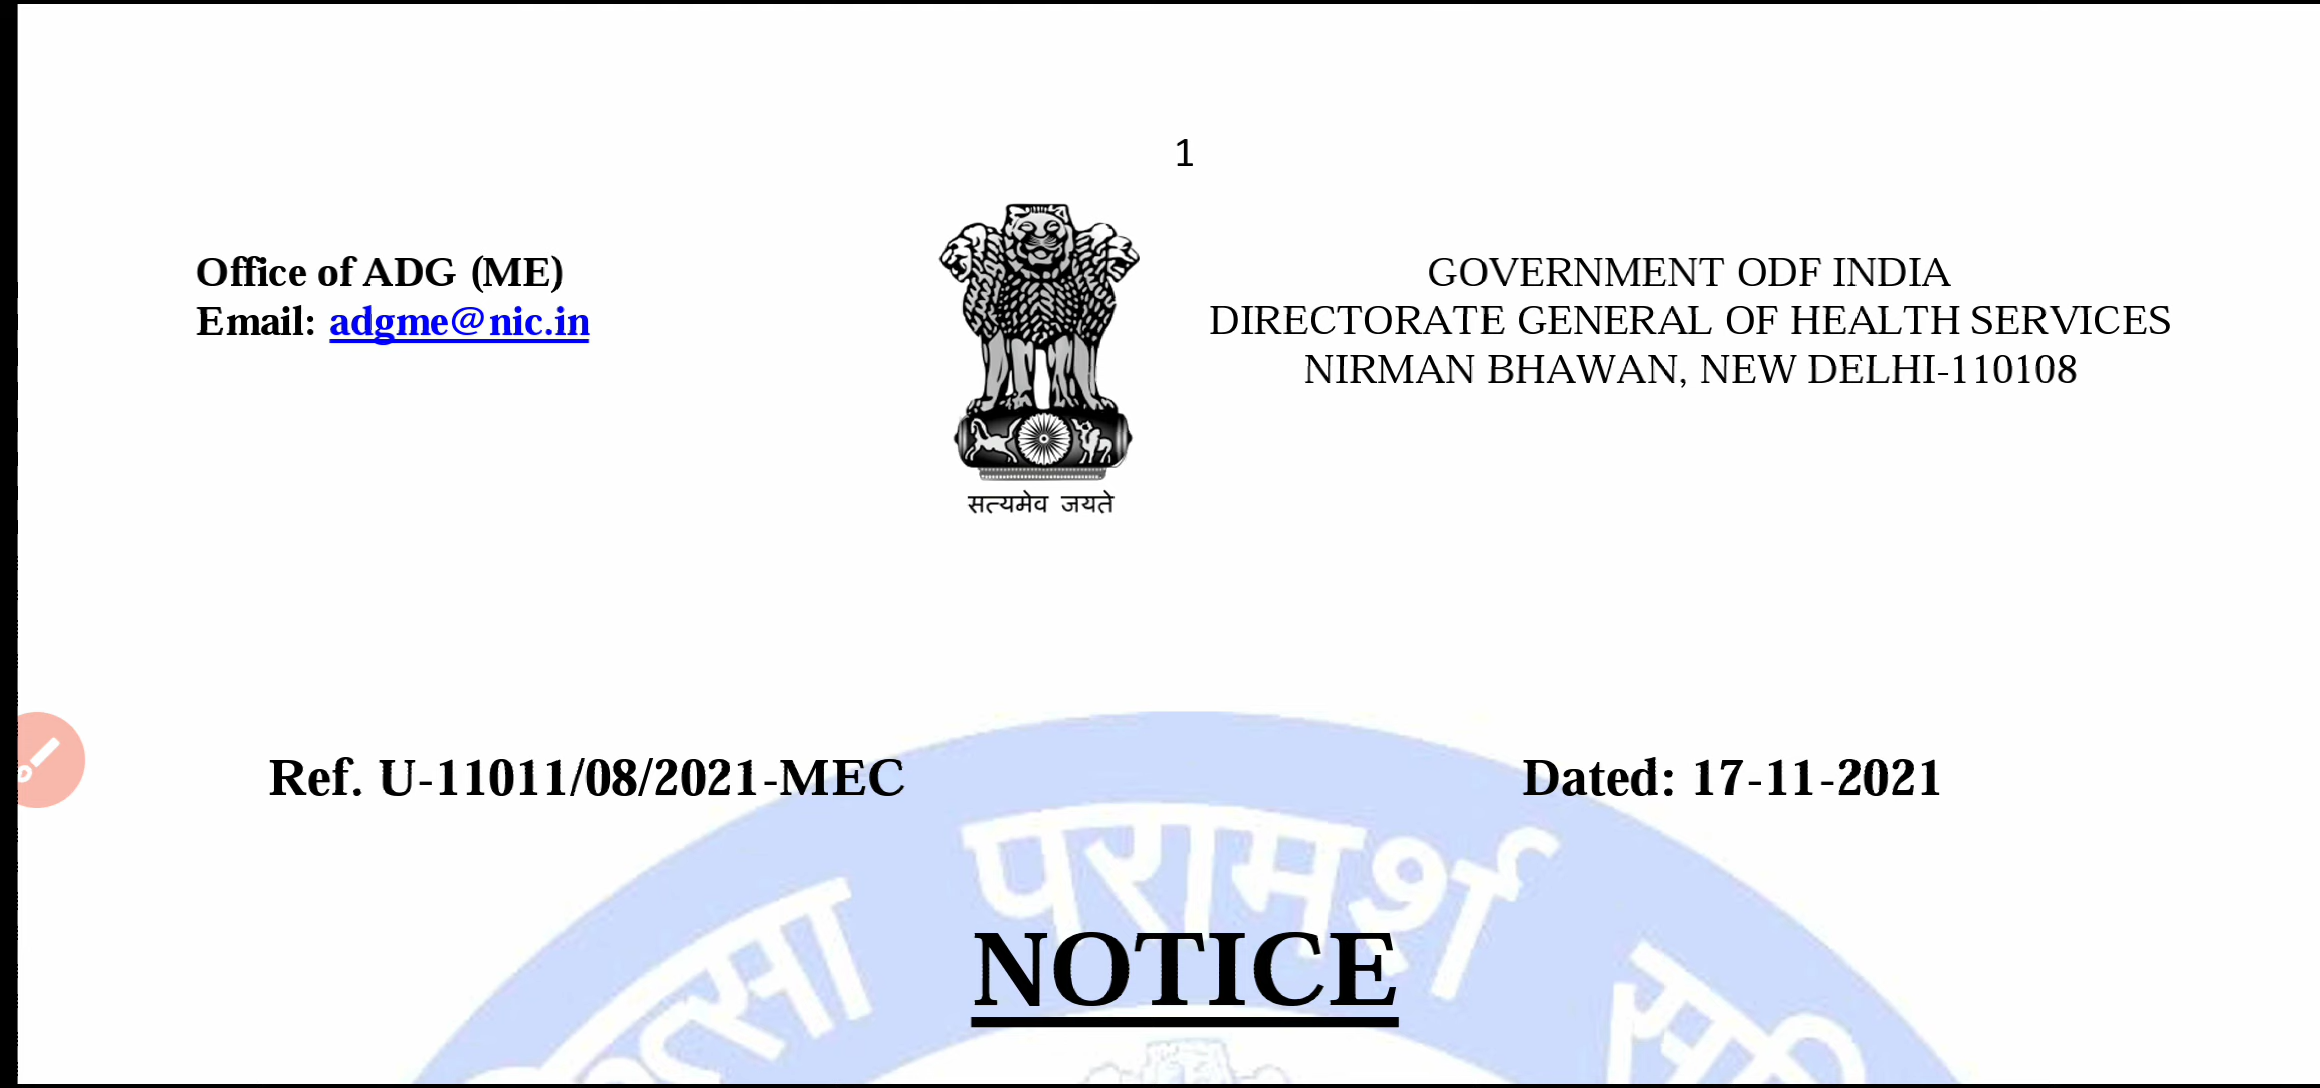 1
Office of ADG (ME)
Email: adgme@nic.in
सत्यमेव जयते
GOVERNMENT ODF INDIA
DIRECTORATE GENERAL OF HEALTH SERVICES
NIRMAN BHAWAN, NEW DELHI-110108
Ref. U-11011/08/2021-MEC
Dated: 17-11-2021
परामर्श
NOTICE